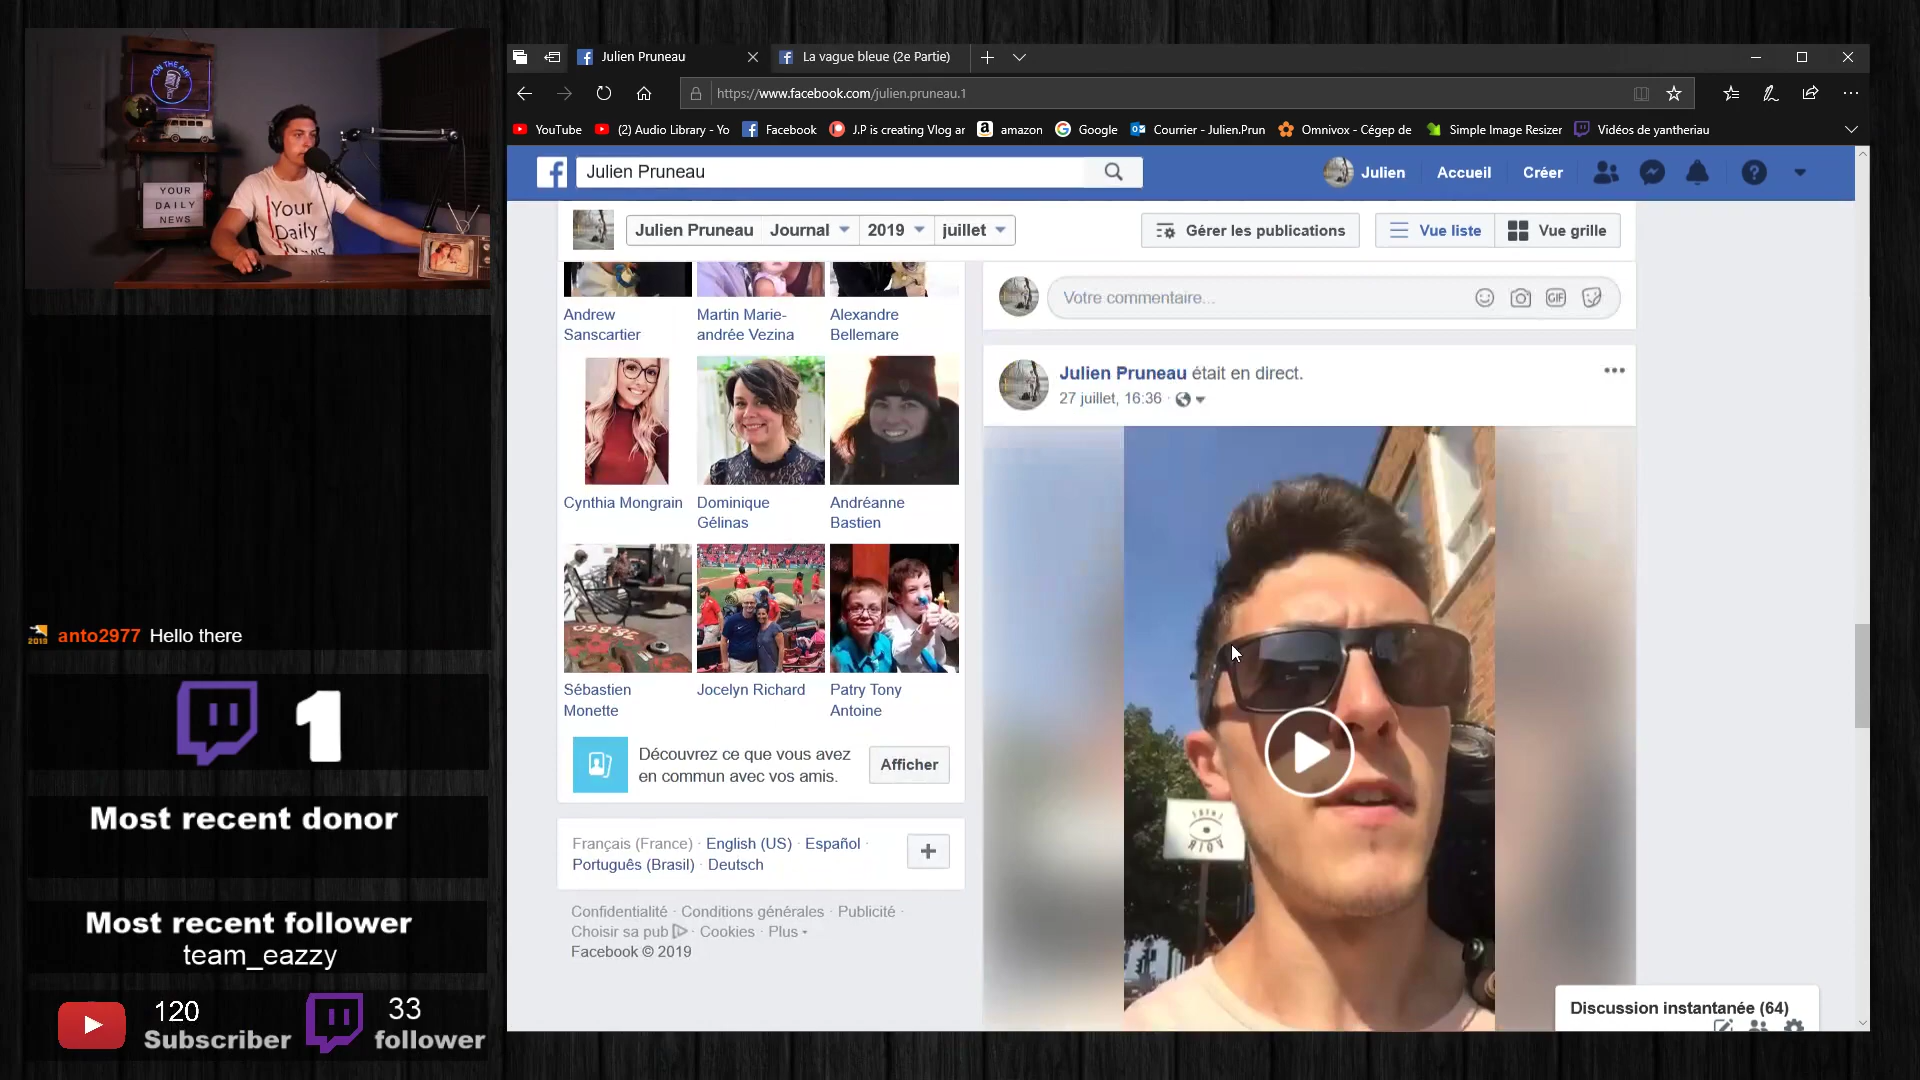 ON THE AIR
YOUR
DAILY
NEWS
Your
Daily
anto2977 Hello there
1
Most recent donor
Most recent follower
team_eazzy
120
Subscriber
33
follower
Julien Pruneau
La vague bleue (2e Partie)
https://www.facebook.com/julien.pruneau.1
YouTube
(2) Audio Library - Yo
Facebook
J.P is creating Vlog ar
amazon
Google
Courrier - Julien.Prun
Omnivox - Cégep de
Simple Image Resizer
Vidéos de yantheriau
Julien Pruneau
Julien
Accueil
Créer
Julien Pruneau
Journal
2019
juillet
Gérer les publications
Vue liste
Vue grille
Andrew
Sanscartier
Martin Marie-
andrée Vezina
Alexandre
Bellemare
Cynthia Mongrain
Dominique
Gélinas
Andréanne
Bastien
Sébastien
Monette
Jocelyn Richard
Patry Tony
Antoine
Découvrez ce que vous avez
en commun avec vos amis.
Afficher
Français (France) · English (US) · Español ·
Português (Brasil) · Deutsch
Confidentialité · Conditions générales · Publicité ·
Choisir sa pub · Cookies · Plus
Facebook © 2019
Votre commentaire...
GIF
Julien Pruneau était en direct.
27 juillet, 16:36 ·
Discussion instantanée (64)